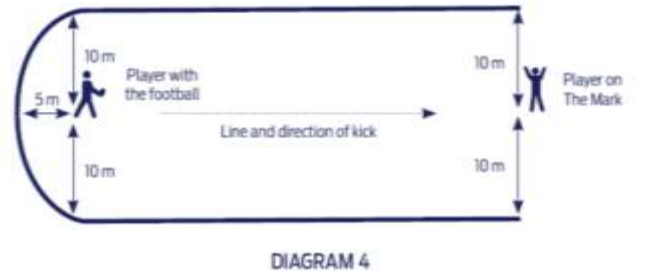 10 m
10 m
Player with
the football
Player on
The Mark
5 m
Line and direction of kick
10 m
10 m
DIAGRAM 4